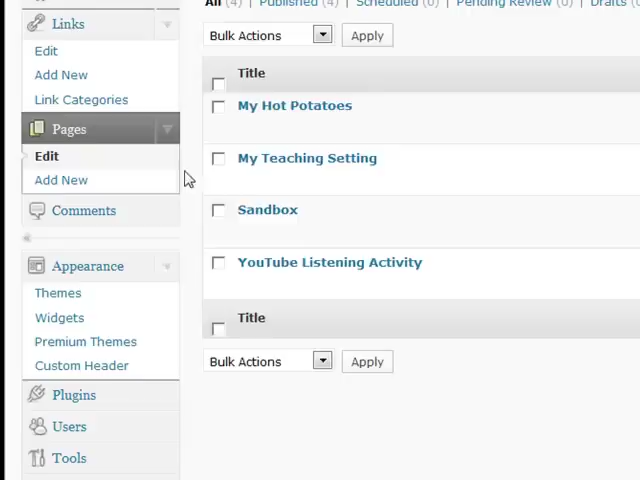 All (4) | Published (4) | Scheduled (0) | Pending Review (0) | Drafts
Links
Edit
Add New
Link Categories
Pages
Edit
Add New
Comments
Appearance
Themes
Widgets
Premium Themes
Custom Header
Plugins
Users
Tools
Bulk Actions
Apply
Title
My Hot Potatoes
My Teaching Setting
Sandbox
YouTube Listening Activity
Title
Bulk Actions
Apply